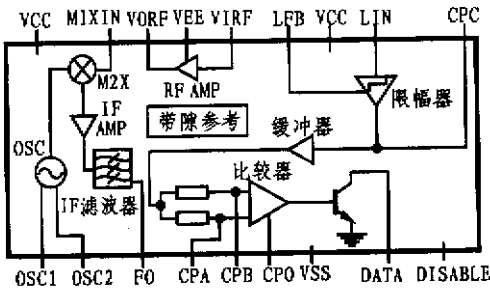 VCC MIXIN VORF VEE VIRF LFB VCC LIN CPC
M2X
RF AMP
限幅器
IF
AMP
带隙参考
缓冲器
OSC
比较器
IF滤波器
OSC1 OSC2 FO CPA CPB CPO VSS DATA DISABLE